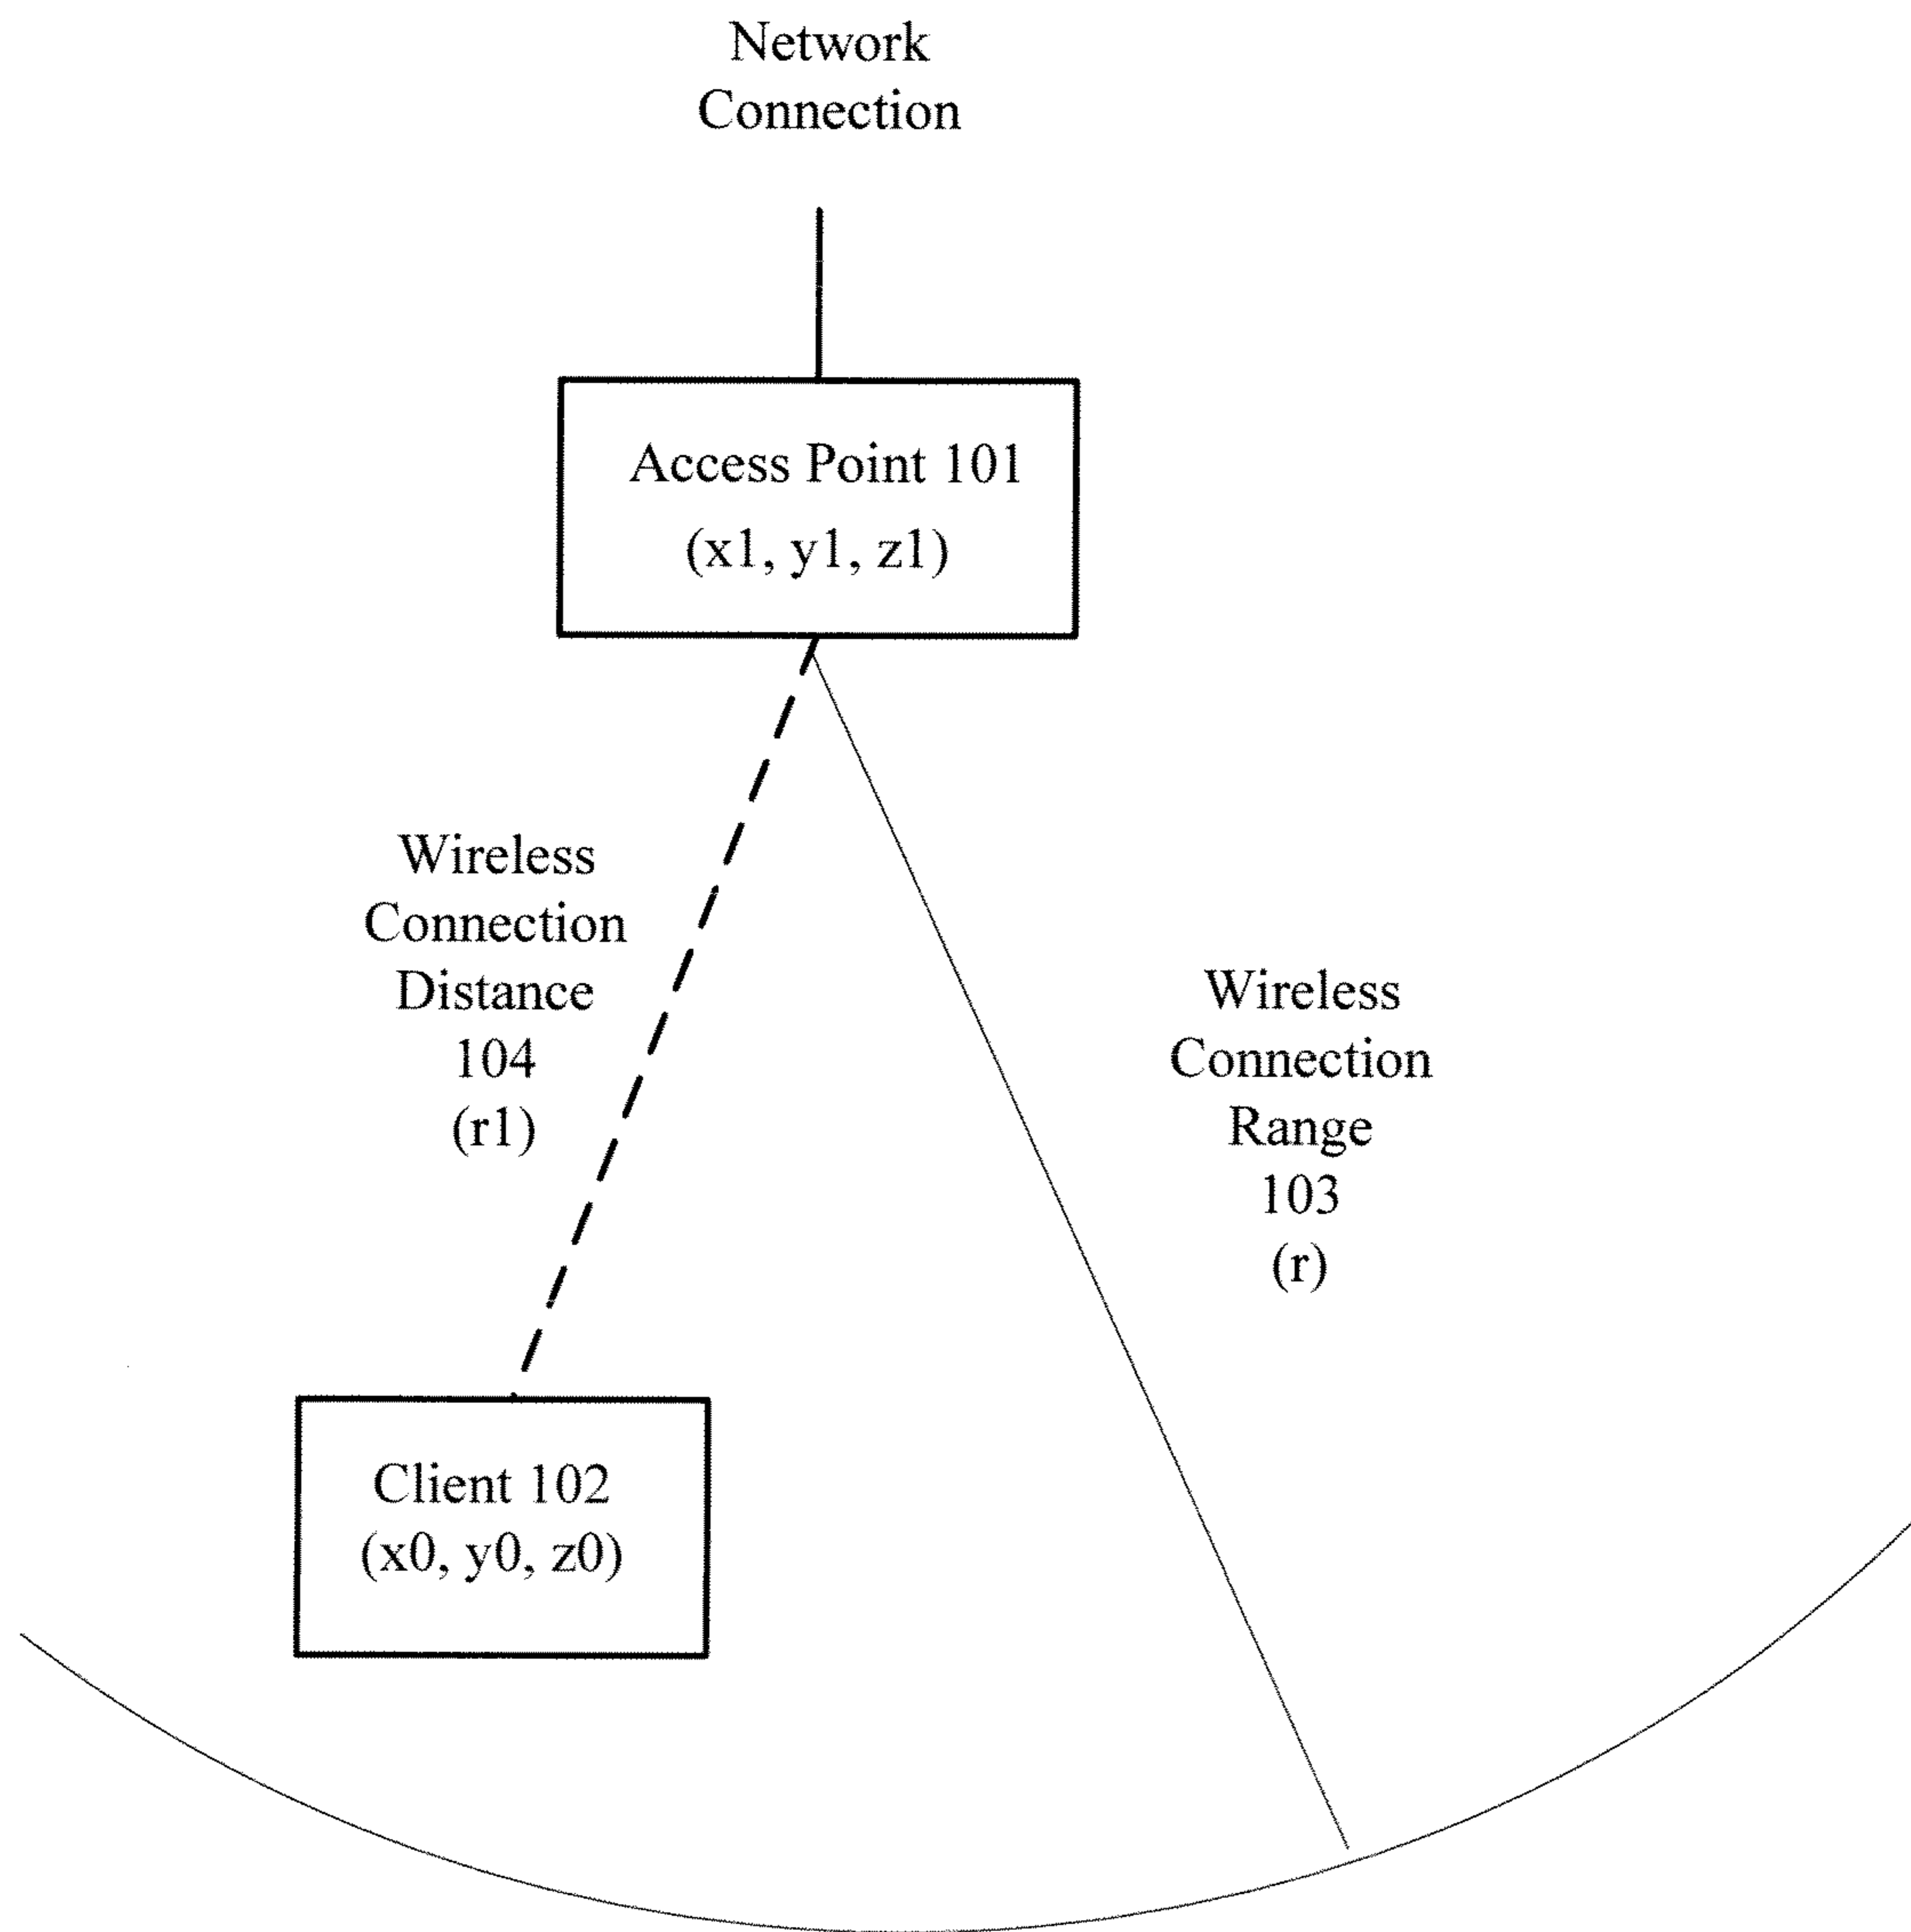 Network
Connection
Access Point 101
(x1, y1, z1)
Wireless
Connection
Distance
104
(r1)
Wireless
Connection
Range
103
(r)
Client 102
(x0, y0, z0)